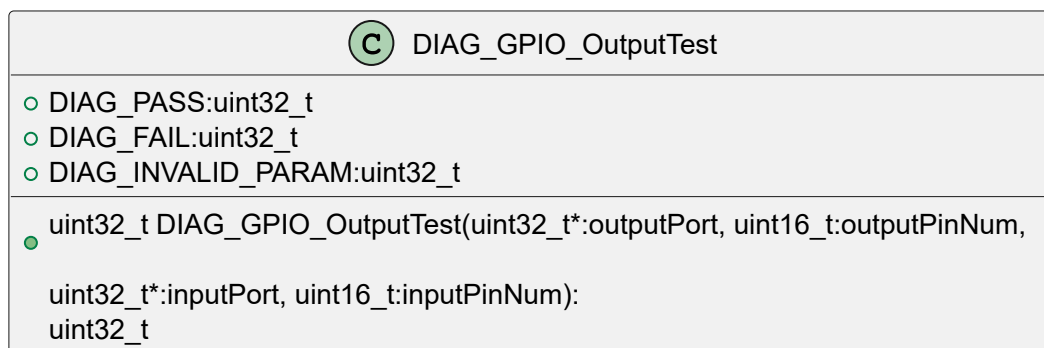 C DIAG_GPIO_OutputTest
DIAG_PASS:uint32_t
DIAG_FAIL:uint32_t
DIAG_INVALID_PARAM:uint32_t
uint32_t DIAG_GPIO_OutputTest(uint32_t*:outputPort, uint16_t:outputPinNum,
uint32_t*:inputPort, uint16_t:inputPinNum):
uint32_t